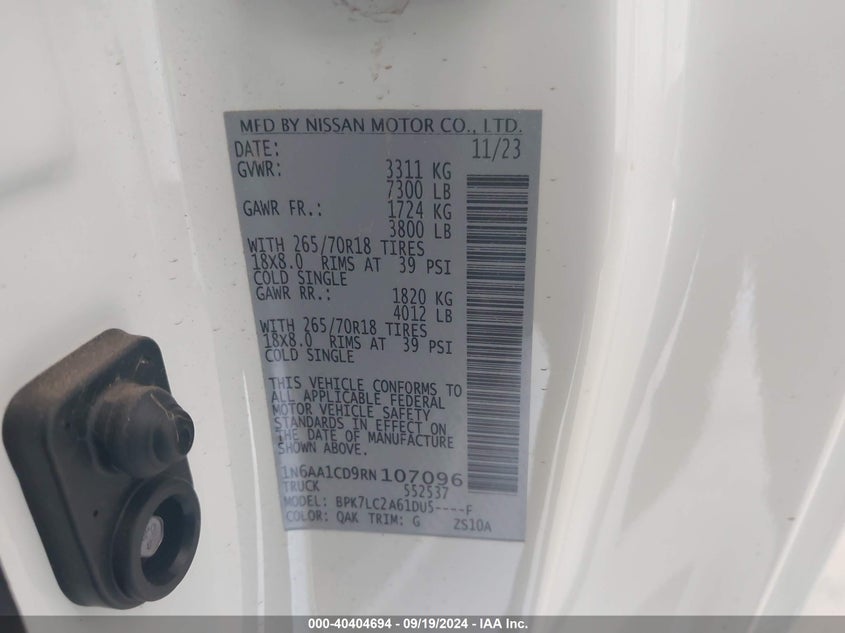 MFD BY NISSAN MOTOR CO., LTD.
DATE: 11/23
GVWR: 3311 KG
7300 LB
GAWR FR.: 1724 KG
3800 LB
WITH 265/70R18 TIRES
18X8.0 RIMS AT 39 PSI
COLD SINGLE
GAWR RR.: 1820 KG
4012 LB
WITH 265/70R18 TIRES
18X8.0 RIMS AT 39 PSI
COLD SINGLE
THIS VEHICLE CONFORMS TO
ALL APPLICABLE FEDERAL
MOTOR VEHICLE SAFETY
STANDARDS IN EFFECT ON
THE DATE OF MANUFACTURE
SHOWN ABOVE.
1N6AA1CD9RN107096
TRUCK 552537
MODEL: BPK7LC2A61DU5----F
COLOR: QAK TRIM: G ZS10A
000-40404694 - 09/19/2024 - IAA Inc.